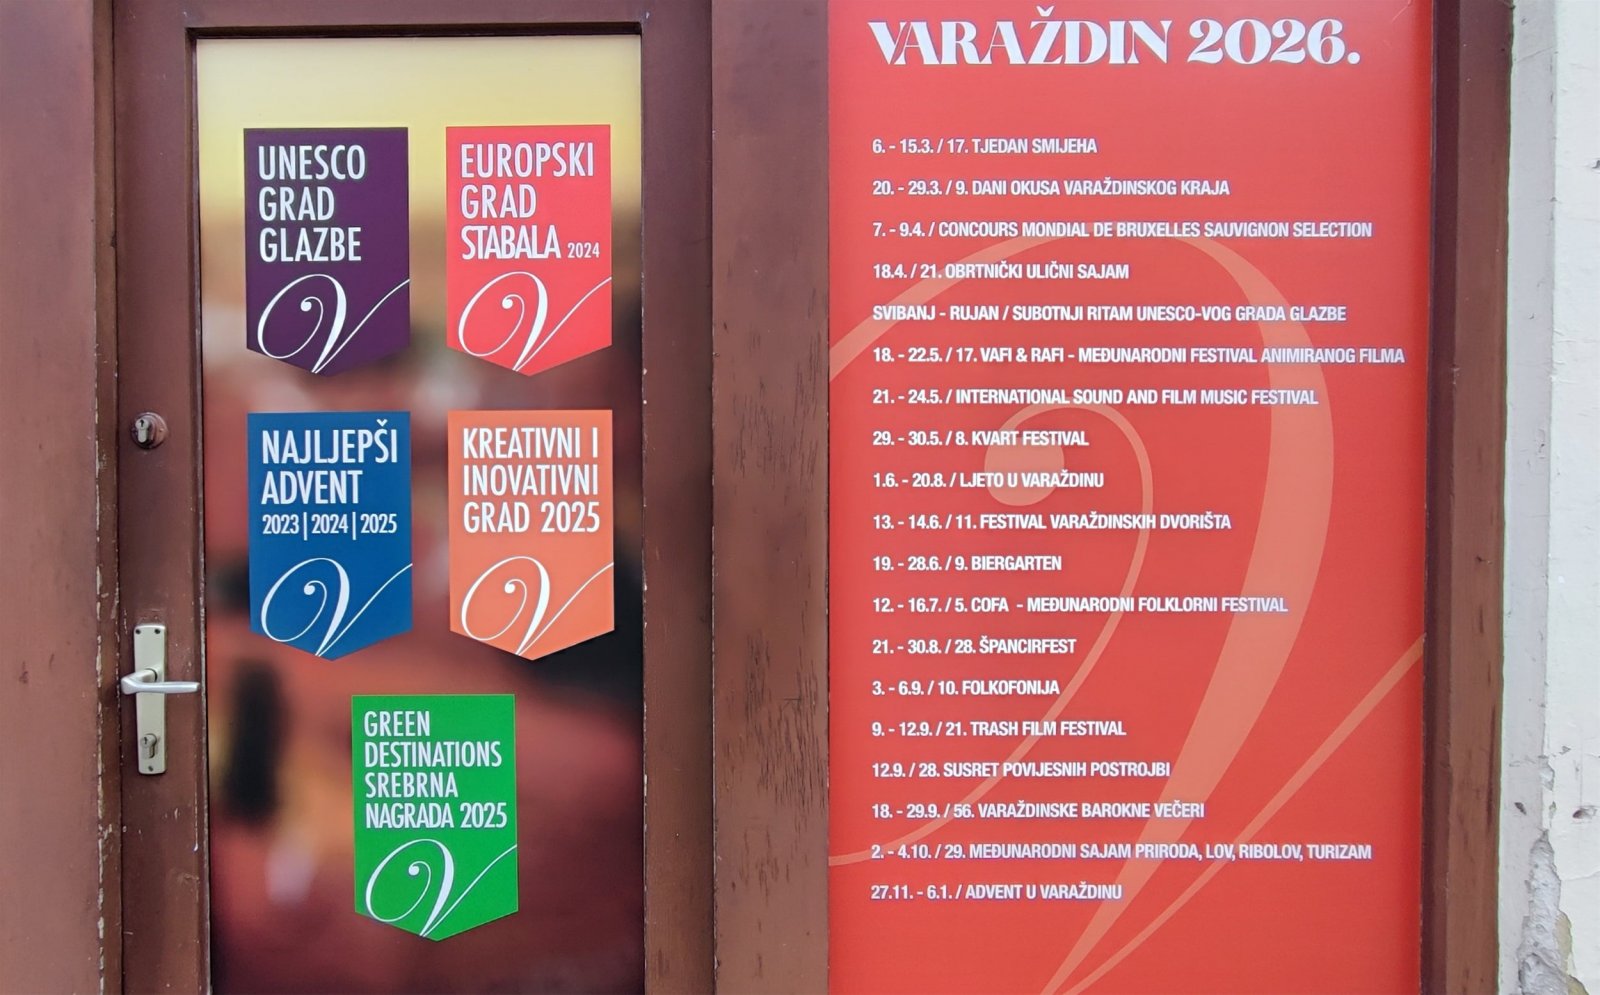 UNESCO
GRAD
GLAZBE
EUROPSKI
GRAD
STABALA 2024
NAJLJEPŠI
ADVENT
2023|2024|2025
KREATIVNI I
INOVATIVNI
GRAD 2025
GREEN
DESTINATIONS
SREBRNA
NAGRADA 2025
VARAŽDIN 2026.
6. - 15.3. / 17. TJEDAN SMIJEHA
20. - 29.3. / 9. DANI OKUSA VARAŽDINSKOG KRAJA
7. - 9.4. / CONCOURS MONDIAL DE BRUXELLES SAUVIGNON SELECTION
18.4. / 21. OBRTNIČKI ULIČNI SAJAM
SVIBANJ - RUJAN / SUBOTNJI RITAM UNESCO-VOG GRADA GLAZBE
18. - 22.5. / 17. VAFI & RAFI - MEĐUNARODNI FESTIVAL ANIMIRANOG FILMA
21. - 24.5. / INTERNATIONAL SOUND AND FILM MUSIC FESTIVAL
29. - 30.5. / 8. KVART FESTIVAL
1.6. - 20.8. / LJETO U VARAŽDINU
13. - 14.6. / 11. FESTIVAL VARAŽDINSKIH DVORIŠTA
19. - 28.6. / 9. BIERGARTEN
12. - 16.7. / 5. COFA - MEĐUNARODNI FOLKLORNI FESTIVAL
21. - 30.8. / 28. ŠPANCIRFEST
3. - 6.9. / 10. FOLKOFONIJA
9. - 12.9. / 21. TRASH FILM FESTIVAL
12.9. / 28. SUSRET POVIJESNIH POSTROJBI
18. - 29.9. / 56. VARAŽDINSKE BAROKNE VEČERI
2. - 4.10. / 29. MEĐUNARODNI SAJAM PRIRODA, LOV, RIBOLOV, TURIZAM
27.11. - 6.1. / ADVENT U VARAŽDINU